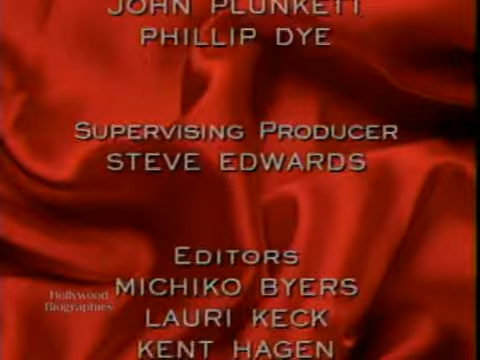 JOHN PLUNKETT
PHILLIP DYE
SUPERVISING PRODUCER
STEVE EDWARDS
EDITORS
MICHIKO BYERS
LAURI KECK
KENT HAGEN
Hollywood
Biographies